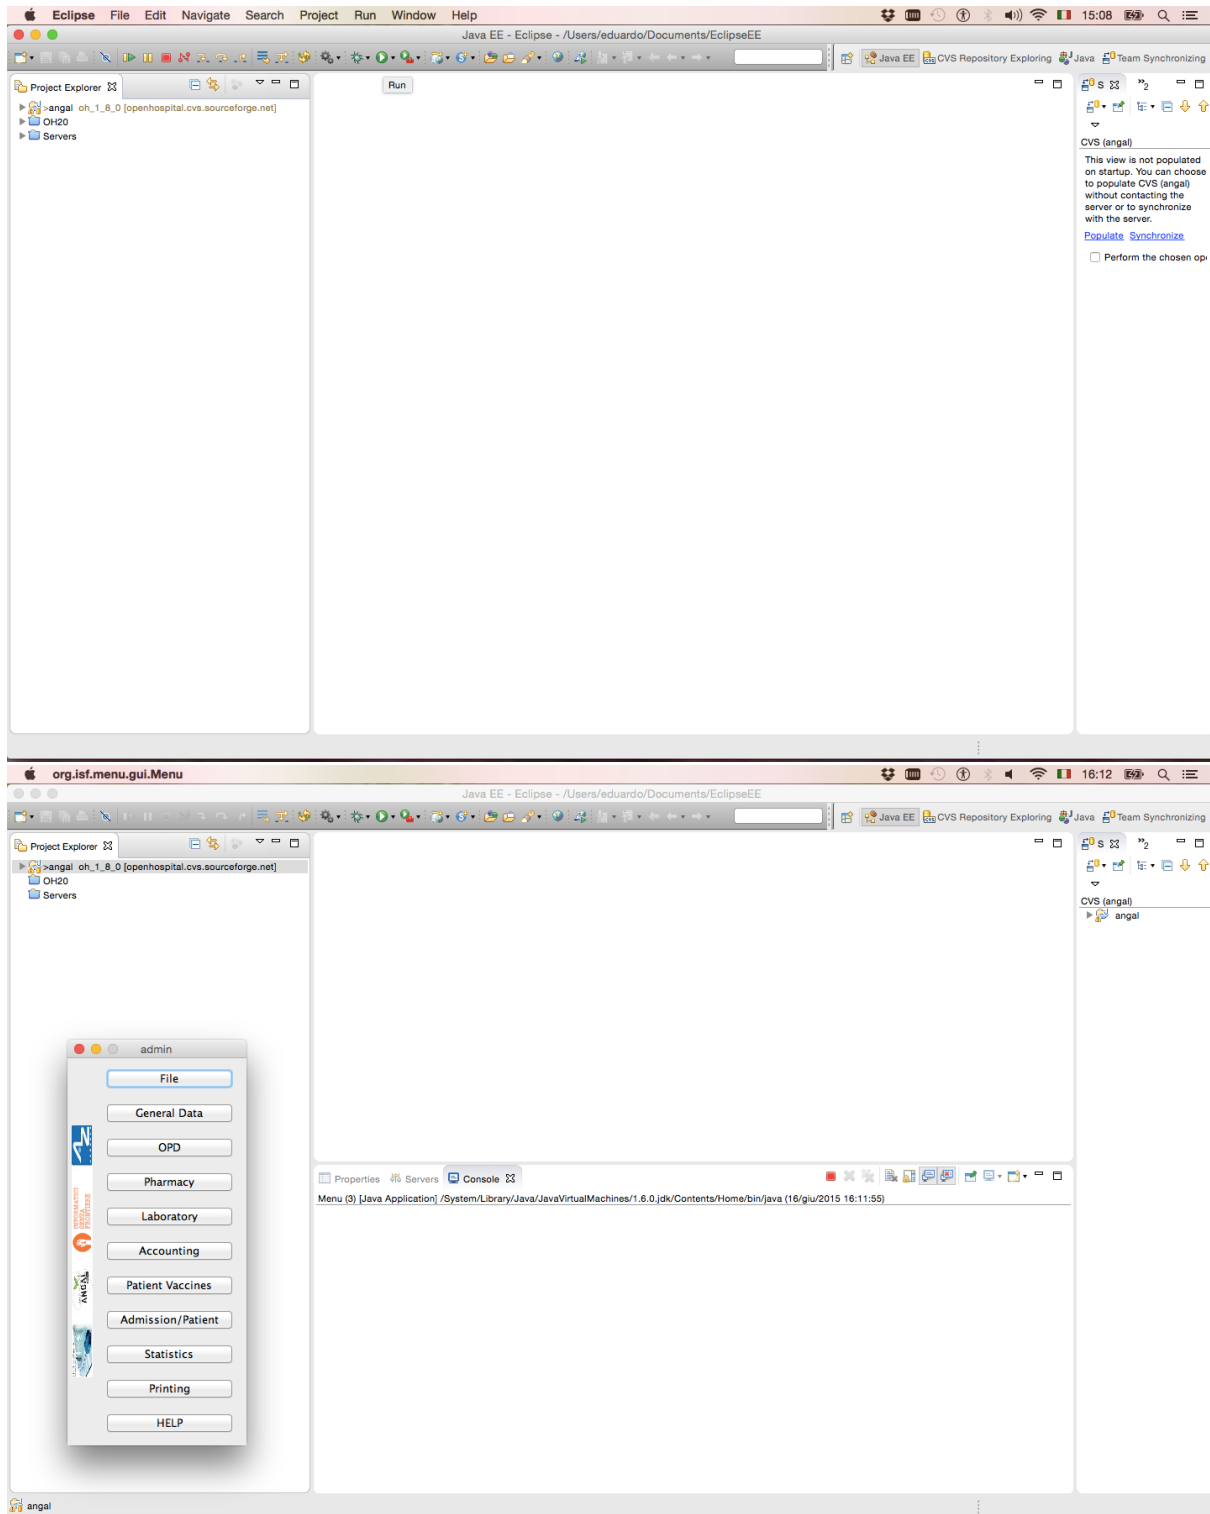 Eclipse File Edit Navigate Search Project Run Window Help 15:08
Java EE - Eclipse - /Users/eduardo/Documents/EclipseEE
Java EE CVS Repository Exploring Java Team Synchronizing
Project Explorer
Run
S
»2
>angal oh_1_8_0 [openhospital.cvs.sourceforge.net]
OH20
Servers
CVS (angal)
This view is not populated
on startup. You can choose
to populate CVS (angal)
without contacting the
server or to synchronize
with the server.
Populate Synchronize
Perform the chosen op
org.isf.menu.gui.Menu 16:12
Java EE - Eclipse - /Users/eduardo/Documents/EclipseEE
Java EE CVS Repository Exploring Java Team Synchronizing
Project Explorer
S
»2
>angal oh_1_8_0 [openhospital.cvs.sourceforge.net]
OH20
Servers
CVS (angal)
angal
admin
File
General Data
OPD
Pharmacy
Laboratory
Accounting
Patient Vaccines
Admission/Patient
Statistics
Printing
HELP
INFORMATICI
SENZA
FRONTIERE
Properties Servers Console
Menu (3) [Java Application] /System/Library/Java/JavaVirtualMachines/1.6.0.jdk/Contents/Home/bin/java (16/giu/2015 16:11:55)
angal